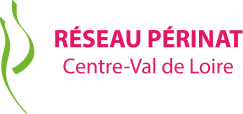 RÉSEAU PÉRINAT
Centre-Val de Loire